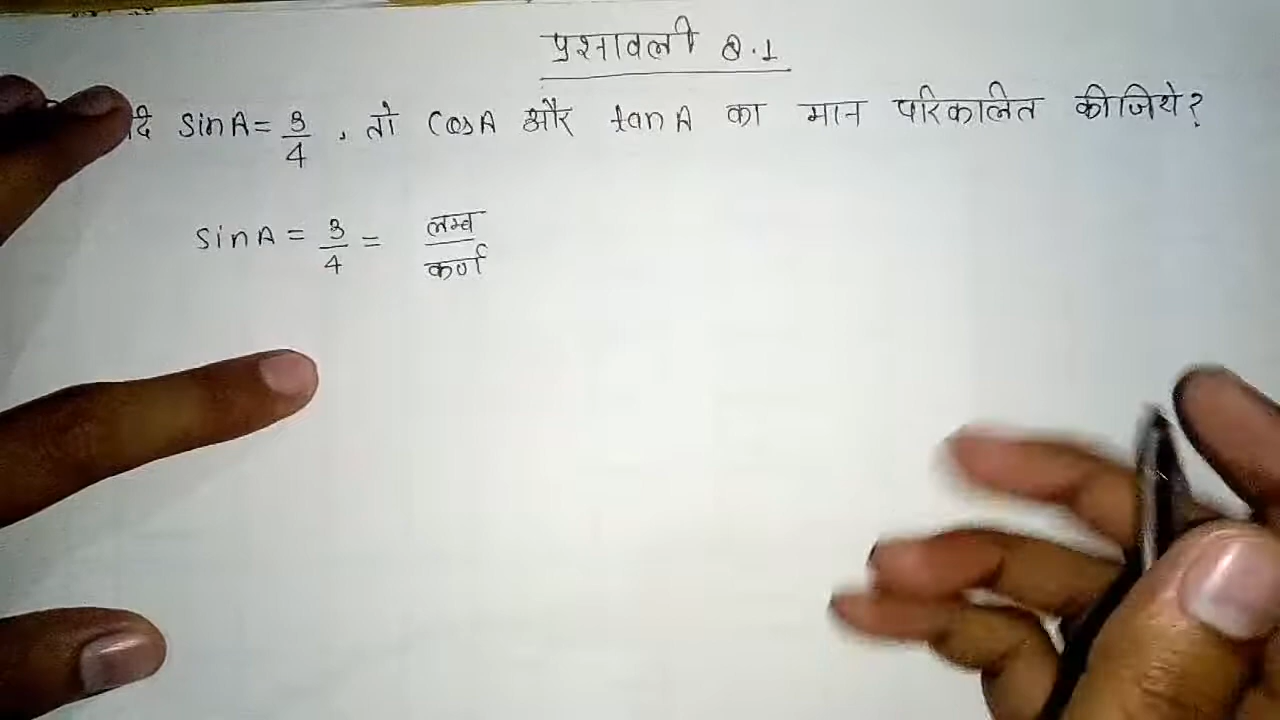 प्रश्नावली 8.1
दि sinA = 3/4 , तो cosA और tanA का मान परिकलित कीजिये?
sinA = 3/4 = लम्ब/कर्ण